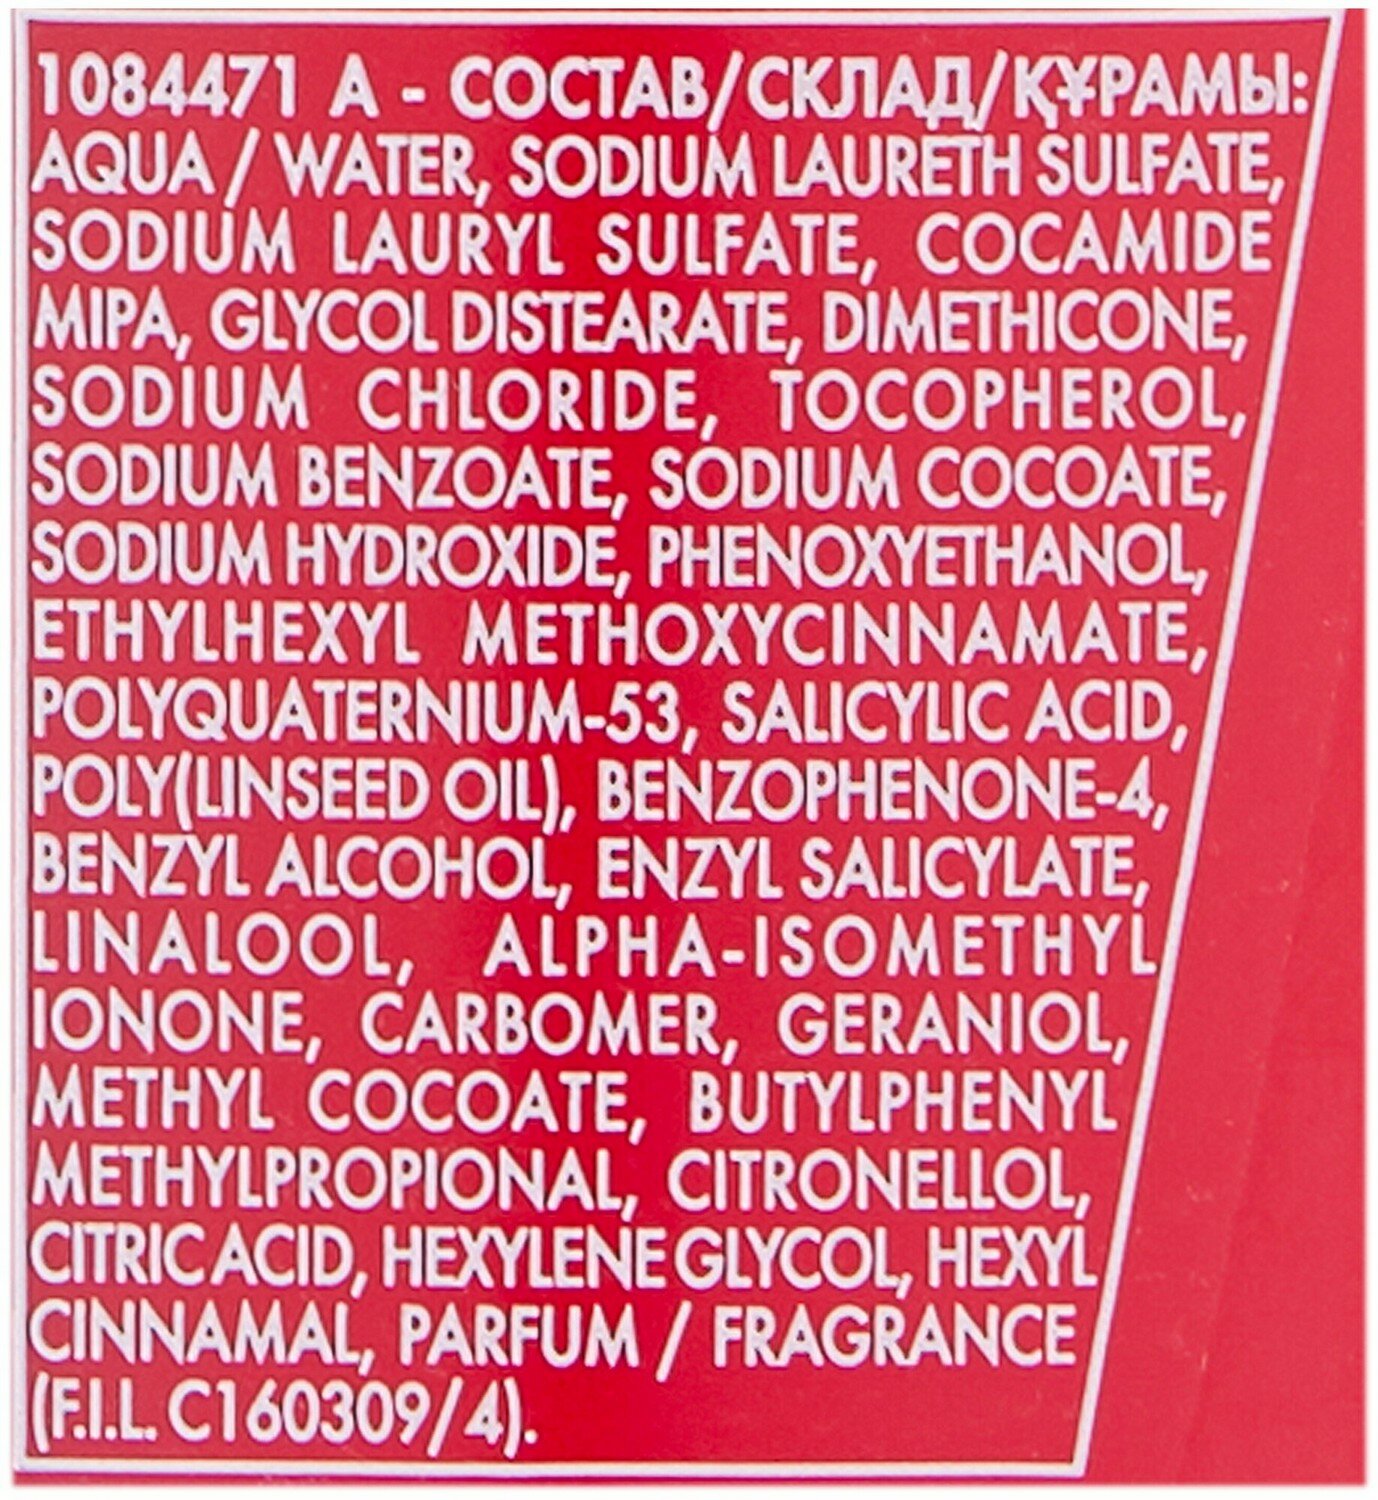 1084471 A - СОСТАВ/СКЛАД/ҚҰРАМЫ:
AQUA / WATER, SODIUM LAURETH SULFATE,
SODIUM LAURYL SULFATE, COCAMIDE
MIPA, GLYCOL DISTEARATE, DIMETHICONE,
SODIUM CHLORIDE, TOCOPHEROL,
SODIUM BENZOATE, SODIUM COCOATE,
SODIUM HYDROXIDE, PHENOXYETHANOL,
ETHYLHEXYL METHOXYCINNAMATE,
POLYQUATERNIUM-53, SALICYLIC ACID,
POLY(LINSEED OIL), BENZOPHENONE-4,
BENZYL ALCOHOL, ENZYL SALICYLATE,
LINALOOL, ALPHA-ISOMETHYL
IONONE, CARBOMER, GERANIOL,
METHYL COCOATE, BUTYLPHENYL
METHYLPROPIONAL, CITRONELLOL,
CITRIC ACID, HEXYLENE GLYCOL, HEXYL
CINNAMAL, PARFUM / FRAGRANCE
(F.I.L. C160309/4).